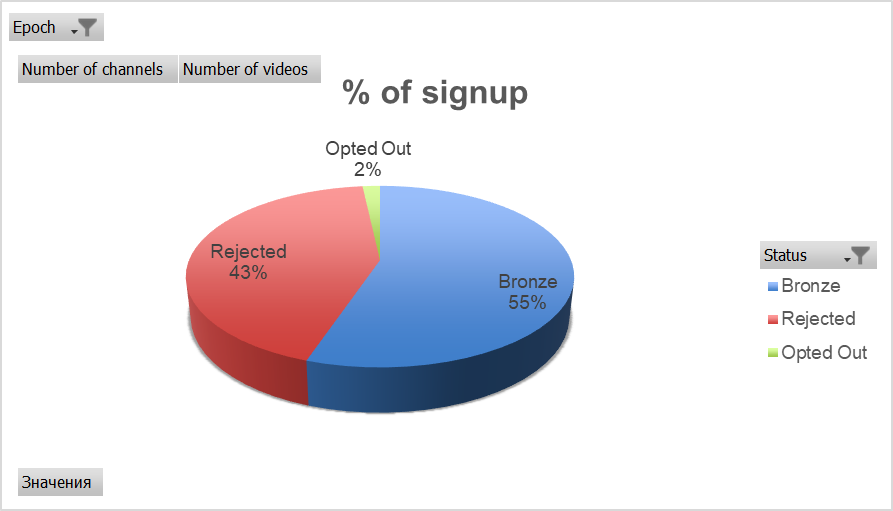 Epoch
Number of channels Number of videos
% of signup
Opted Out
2%
Rejected
43%
Bronze
55%
Status
Bronze
Rejected
Opted Out
Значения